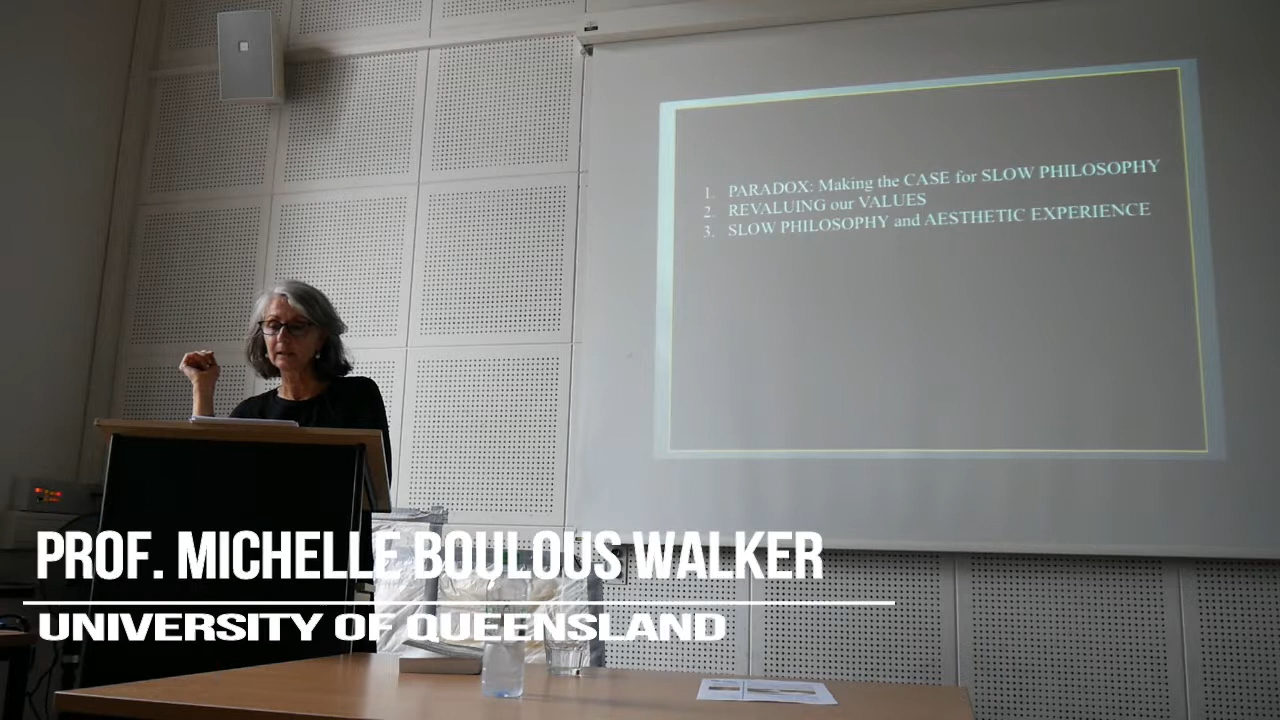 1. PARADOX: Making the CASE for SLOW PHILOSOPHY
2. REVALUING our VALUES
3. SLOW PHILOSOPHY and AESTHETIC EXPERIENCE
PROF. MICHELLE BOULOUS WALKER
UNIVERSITY OF QUEENSLAND